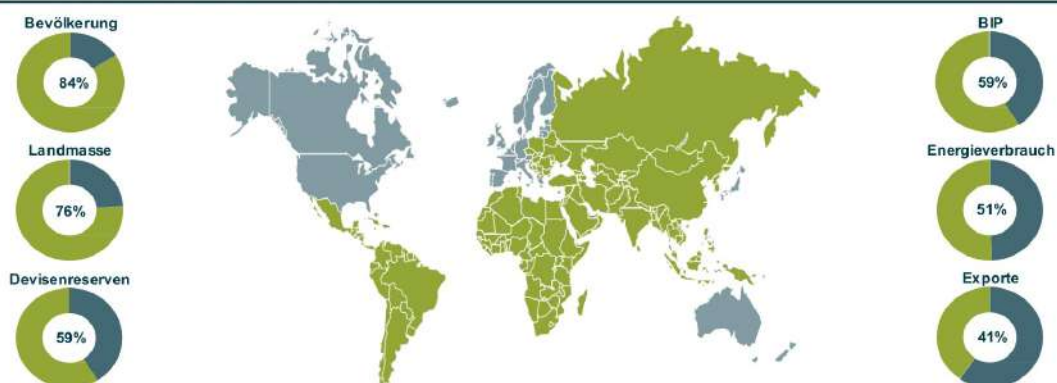 Bevölkerung
84%
Landmasse
76%
Devisenreserven
59%
BIP
59%
Energieverbrauch
51%
Exporte
41%